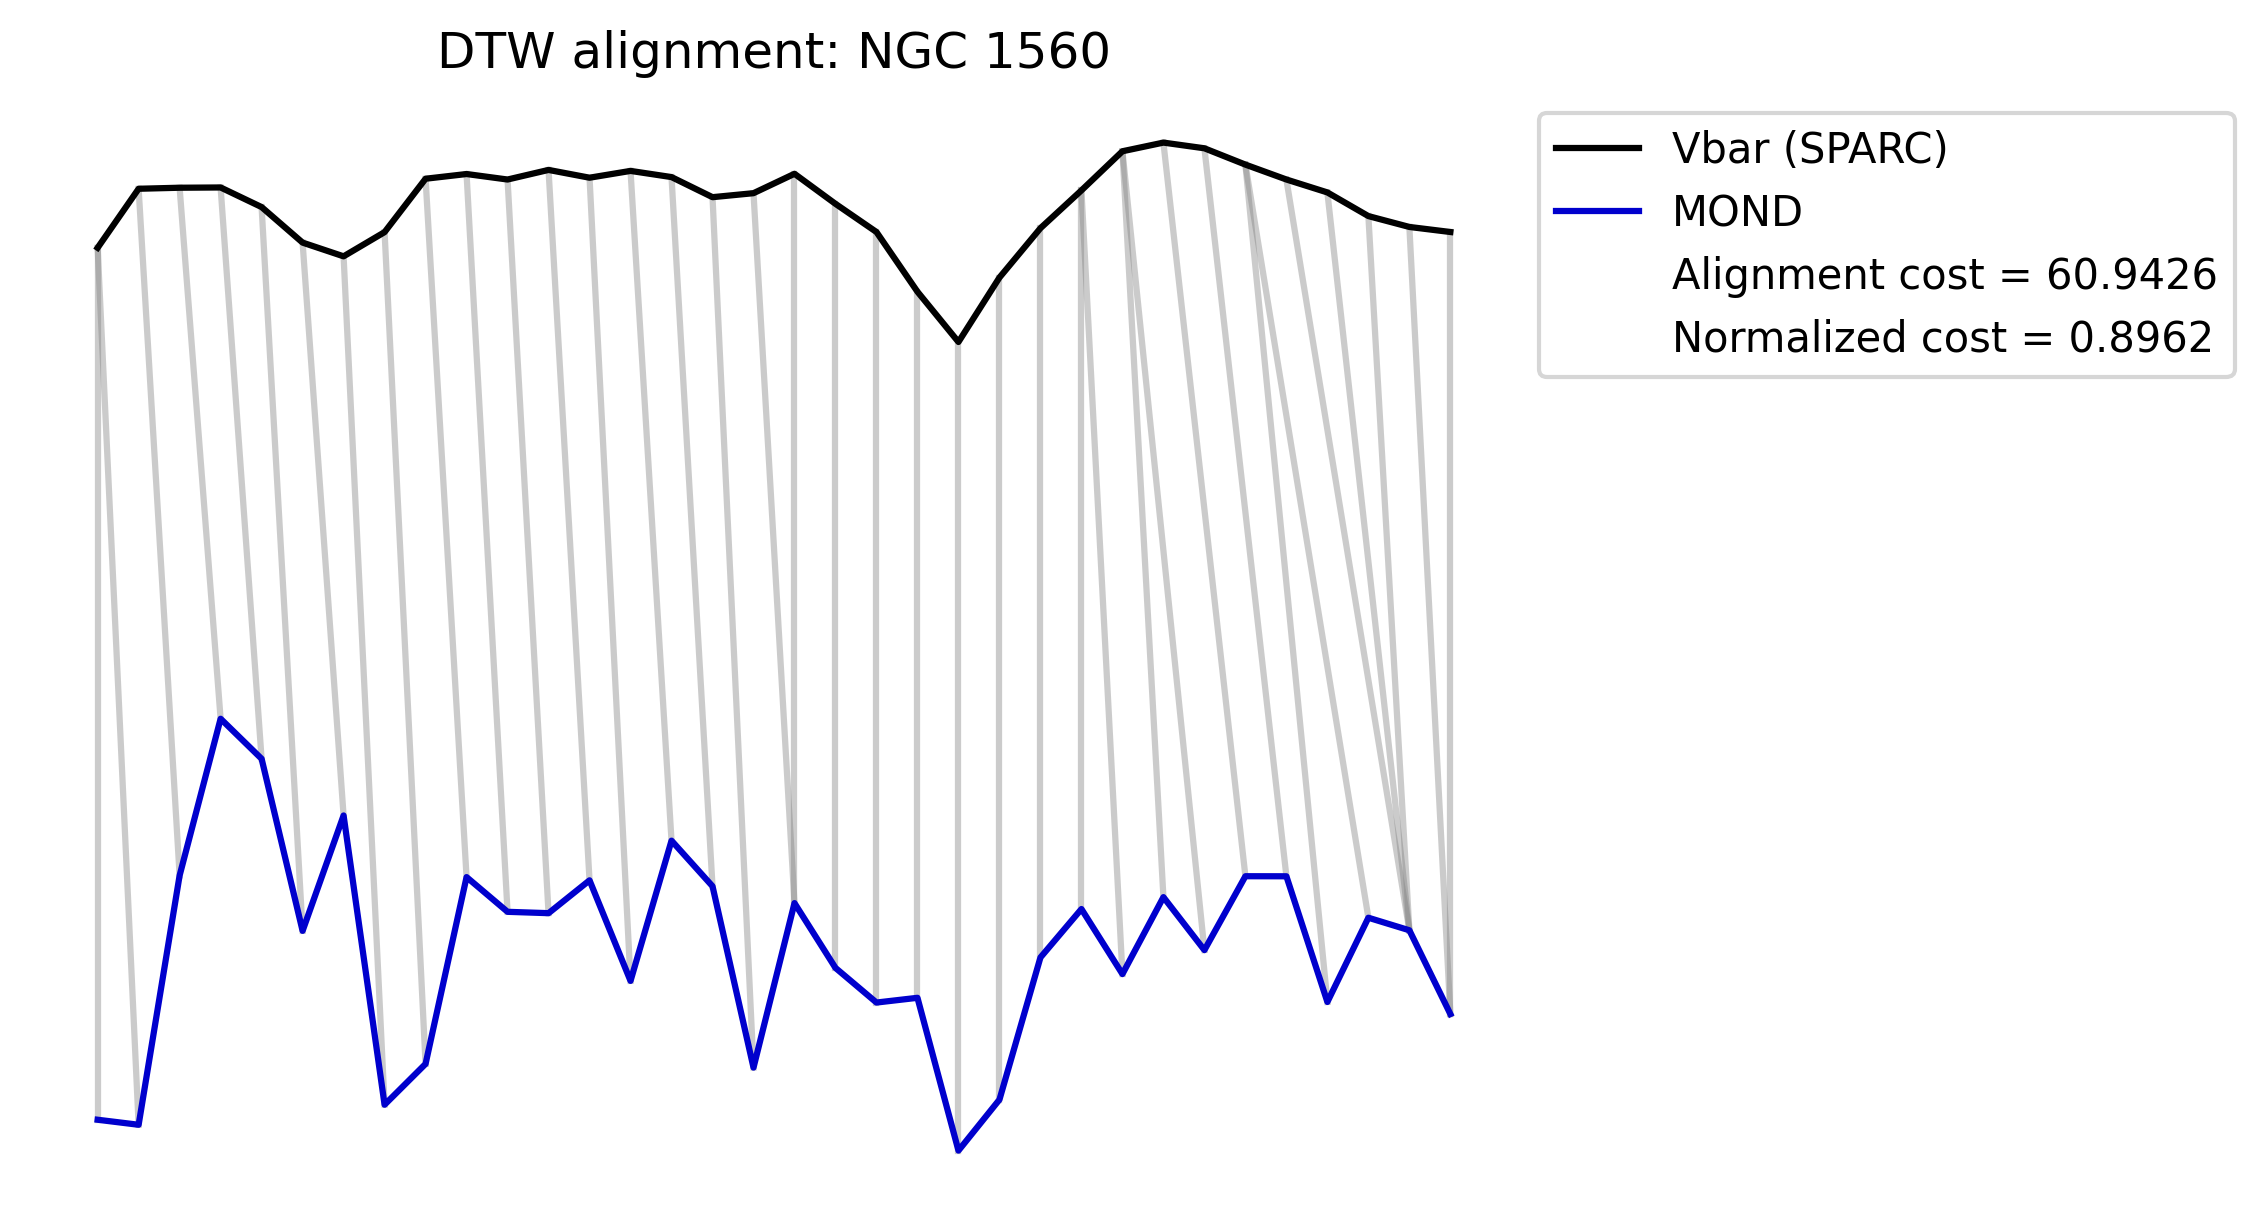 DTW alignment: NGC 1560
Vbar (SPARC)
MOND
Alignment cost = 60.9426
Normalized cost = 0.8962